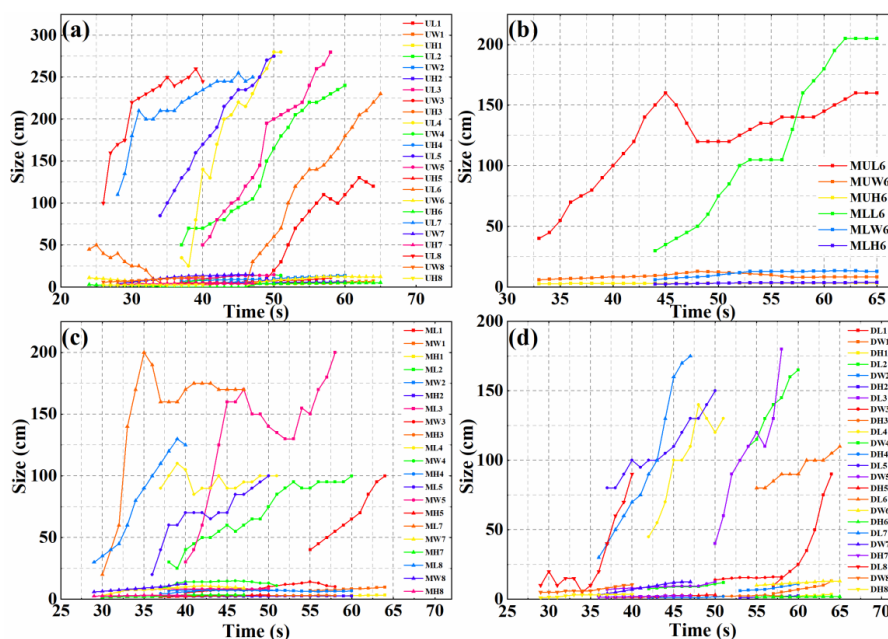 (a)
Size (cm)
300
250
200
150
100
50
0
20
30
40
50
60
70
Time (s)
UL1
UW1
UH1
UL2
UW2
UH2
UL3
UW3
UH3
UL4
UW4
UH4
UL5
UW5
UH5
UL6
UW6
UH6
UL7
UW7
UH7
UL8
UW8
UH8
(b)
Size (cm)
200
150
100
50
0
30
35
40
45
50
55
60
65
Time (s)
MUL6
MUW6
MUH6
MLL6
MLW6
MLH6
(c)
Size (cm)
200
150
100
50
0
25
30
35
40
45
50
55
60
65
70
Time (s)
ML1
MW1
MH1
ML2
MW2
MH2
ML3
MW3
MH3
ML4
MW4
MH4
ML5
MW5
MH5
ML7
MW7
MH7
ML8
MW8
MH8
(d)
Size (cm)
200
150
100
50
0
25
30
35
40
45
50
55
60
65
70
Time (s)
DL1
DW1
DH1
DL2
DW2
DH2
DL3
DW3
DH3
DL4
DW4
DH4
DL5
DW5
DH5
DL6
DW6
DH6
DL7
DW7
DH7
DL8
DW8
DH8